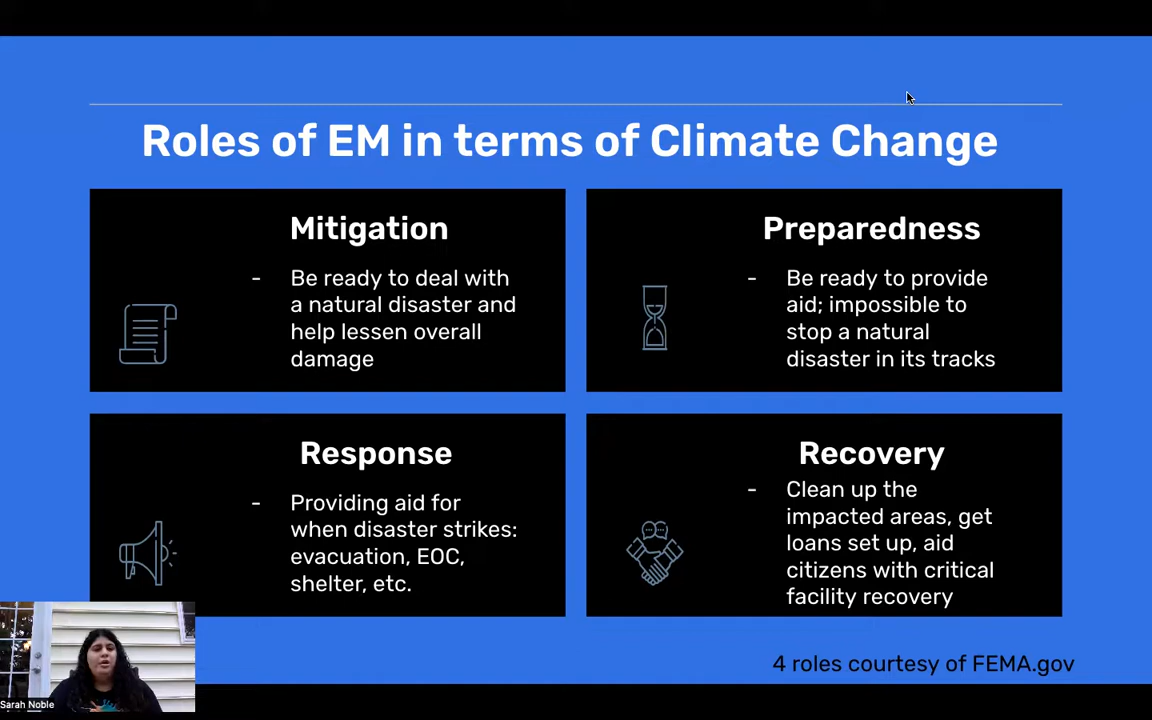 Roles of EM in terms of Climate Change
Mitigation
- Be ready to deal with
a natural disaster and
help lessen overall
damage
Preparedness
- Be ready to provide
aid; impossible to
stop a natural
disaster in its tracks
Response
- Providing aid for
when disaster strikes:
evacuation, EOC,
shelter, etc.
Recovery
- Clean up the
impacted areas, get
loans set up, aid
citizens with critical
facility recovery
4 roles courtesy of FEMA.gov
Sarah Noble